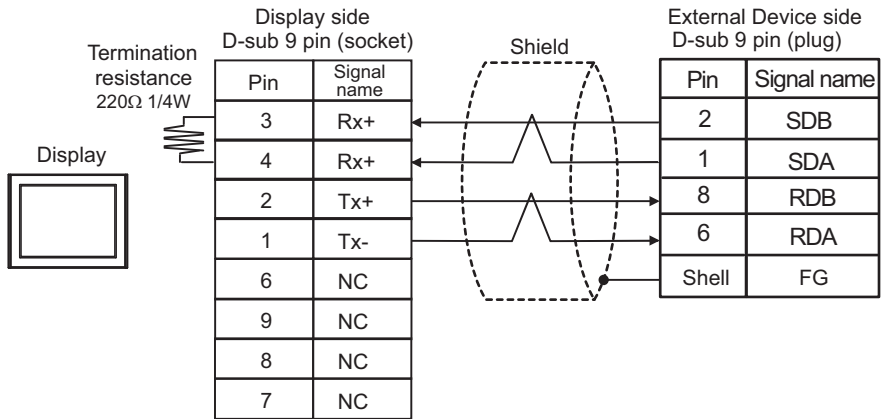 Display side
D-sub 9 pin (socket)
External Device side
D-sub 9 pin (plug)
Termination
resistance
220Ω 1/4W
Shield
Display
Pin Signal name
3 Rx+
4 Rx+
2 Tx+
1 Tx-
6 NC
9 NC
8 NC
7 NC
Pin Signal name
2 SDB
1 SDA
8 RDB
6 RDA
Shell FG